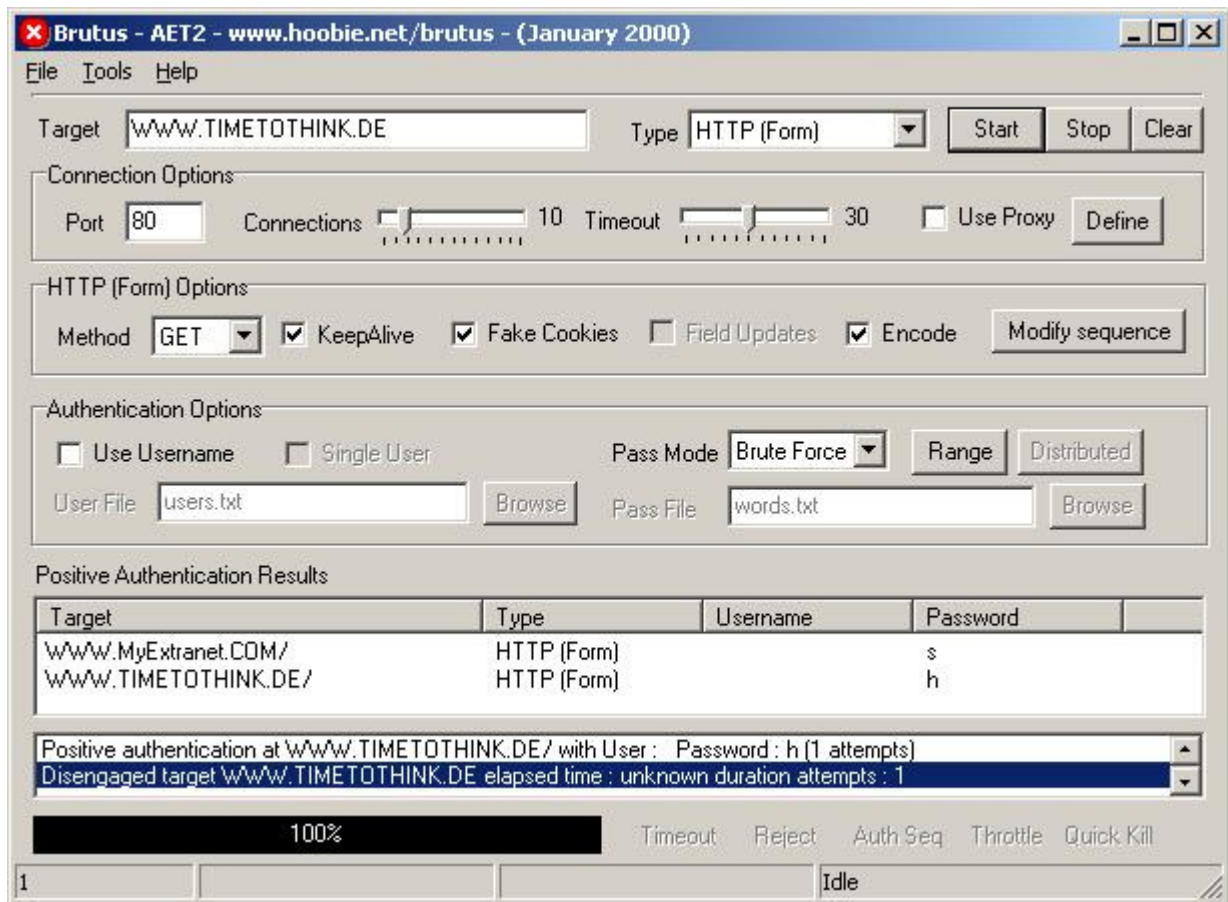 Brutus - AET2 - www.hoobie.net/brutus - (January 2000)
File Tools Help
Target WWW.TIMETOTHINK.DE Type HTTP (Form) Start Stop Clear
Connection Options
Port 80 Connections 10 Timeout 30 Use Proxy Define
HTTP (Form) Options
Method GET KeepAlive Fake Cookies Field Updates Encode Modify sequence
Authentication Options
Use Username Single User Pass Mode Brute Force Range Distributed
User File users.txt Browse Pass File words.txt Browse
Positive Authentication Results
Target Type Username Password
WWW.MyExtranet.COM/ HTTP (Form) s
WWW.TIMETOTHINK.DE/ HTTP (Form) h
Positive authentication at WWW.TIMETOTHINK.DE/ with User : Password : h (1 attempts)
Disengaged target WWW.TIMETOTHINK.DE elapsed time : unknown duration attempts : 1
100% Timeout Reject Auth Seq Throttle Quick Kill
1 Idle